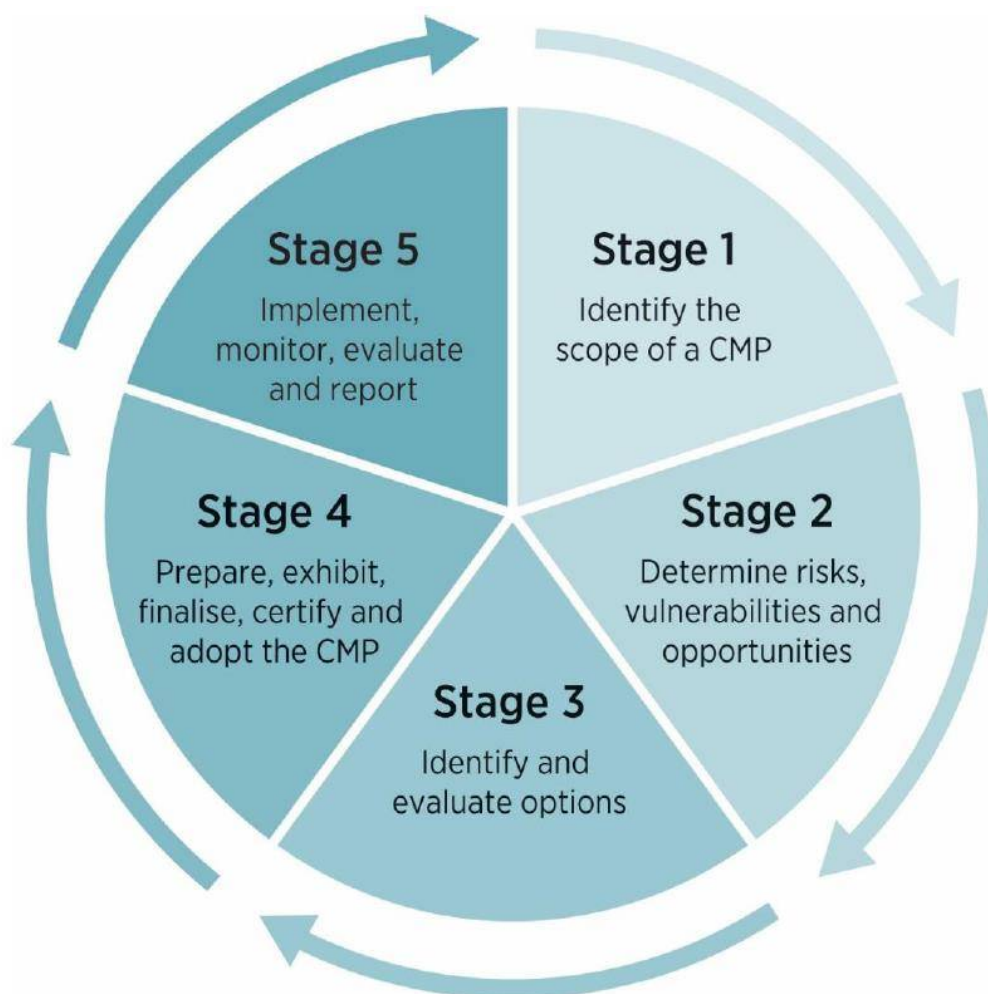 Stage 1
Identify the
scope of a CMP
Stage 2
Determine risks,
vulnerabilities and
opportunities
Stage 3
Identify and
evaluate options
Stage 4
Prepare, exhibit,
finalise, certify and
adopt the CMP
Stage 5
Implement,
monitor, evaluate
and report